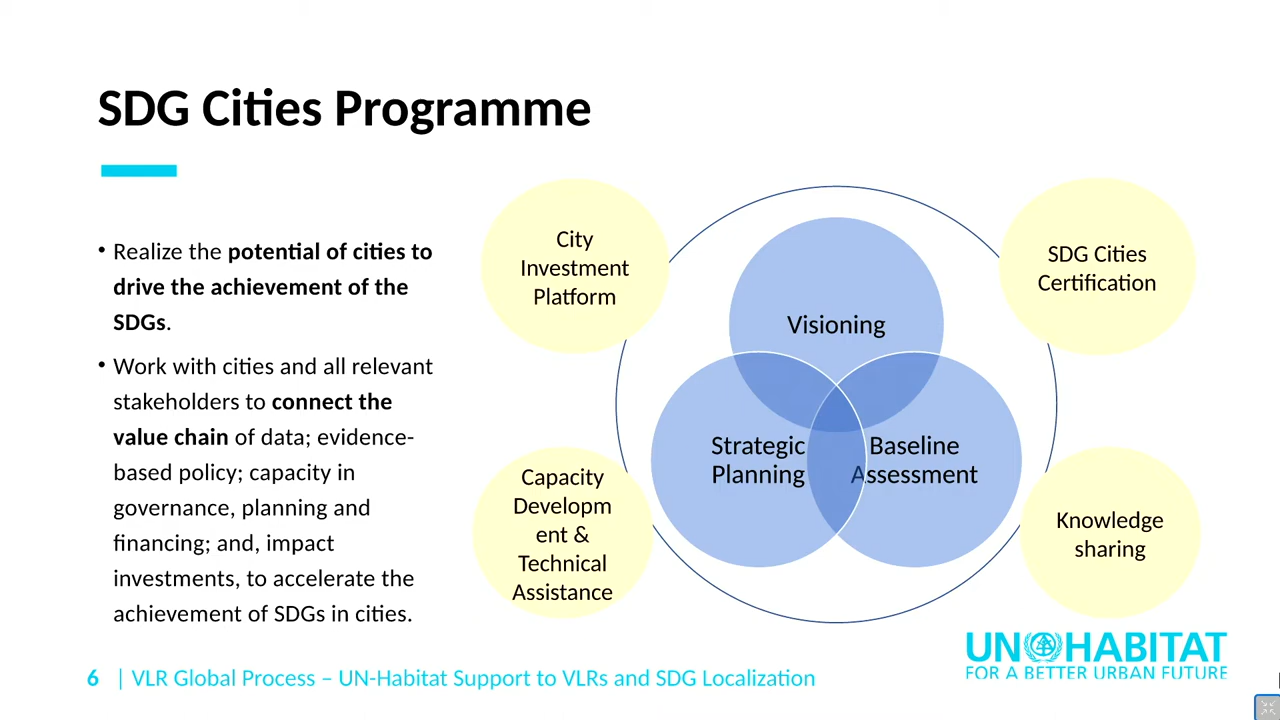 SDG Cities Programme
• Realize the potential of cities to
drive the achievement of the
SDGs.
• Work with cities and all relevant
stakeholders to connect the
value chain of data; evidence-
based policy; capacity in
governance, planning and
financing; and, impact
investments, to accelerate the
achievement of SDGs in cities.
City
Investment
Platform
SDG Cities
Certification
Visioning
Strategic
Planning
Baseline
Assessment
Capacity
Developm
ent &
Technical
Assistance
Knowledge
sharing
UN HABITAT
FOR A BETTER URBAN FUTURE
6 | VLR Global Process – UN-Habitat Support to VLRs and SDG Localization